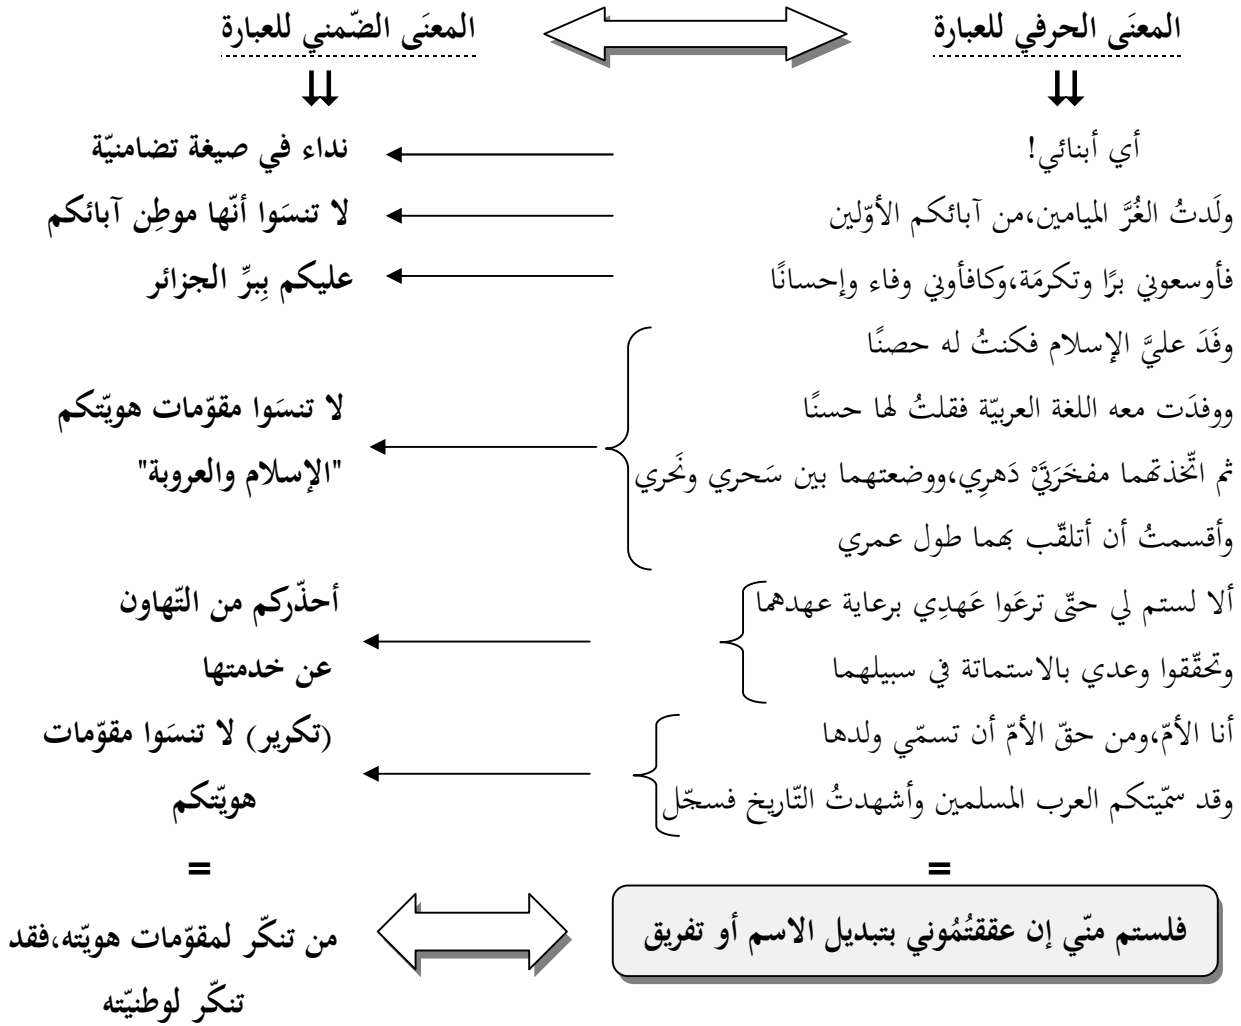 المعنَى الحرفي للعبارة
المعنَى الضّمني للعبارة
أي أبنائي!
نداء في صيغة تضامنيّة
ولَدتُ الغُرَّ الميامين،من آبائكم الأوّلين
لا تنسَوا أنّها موطِن آبائكم
فأوسعوني برًا وتكرمَة،وكافأوني وفاء وإحسانًا
عليكم بِبرِّ الجزائر
وفَدَ عليَّ الإسلام فكنتُ له حصنًا
ووفدَت معه اللغة العربيّة فقلتُ لها حسنًا
ثم اتّخذتهما مفخَرَتَيْ دَهرِي،ووضعتهما بين سَحري ونَحري
وأقسمتُ أن أتلقّب بهما طول عمري
لا تنسَوا مقوّمات هويّتكم
"الإسلام والعروبة"
ألا لستم لي حتّى ترعَوا عَهدِي برعاية عهدهما
وتحقّقوا وعدي بالاستماتة في سبيلهما
أحذّركم من التّهاون
عن خدمتها
أنا الأمّ،ومن حقّ الأمّ أن تسمّي ولدها
وقد سمّيتكم العرب المسلمين وأشهدتُ التّاريخ فسجّل
(تكرير) لا تنسَوا مقوّمات
هويّتكم
=
=
فلستم منّي إن عققتُمُوني بتبديل الاسم أو تفريق
من تنكّر لمقوّمات هويّته،فقد
تنكّر لوطنيّته